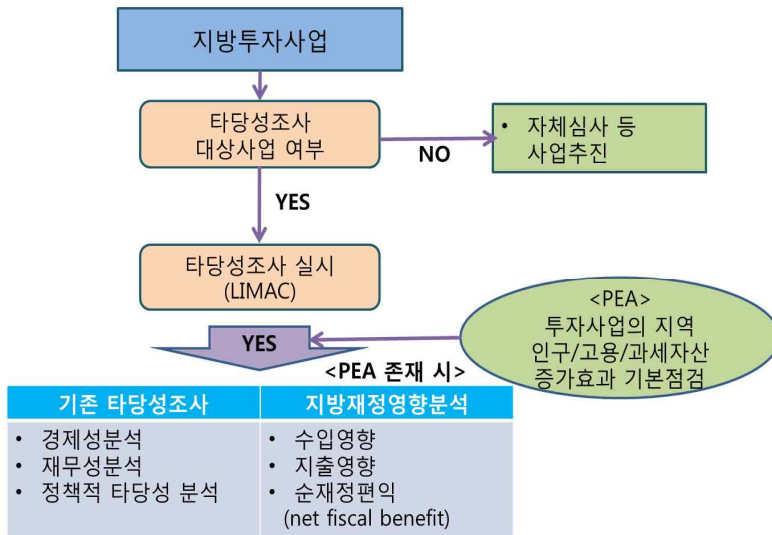 지방투자사업
타당성조사
대상사업 여부
NO
• 자체심사 등
사업추진
YES
타당성조사 실시
(LIMAC)
<PEA>
투자사업의 지역
인구/고용/과세자산
증가효과 기본점검
YES
<PEA 존재 시>
기존 타당성조사
지방재정영향분석
• 경제성분석
• 재무성분석
• 정책적 타당성 분석
• 수입영향
• 지출영향
• 순재정편익
(net fiscal benefit)